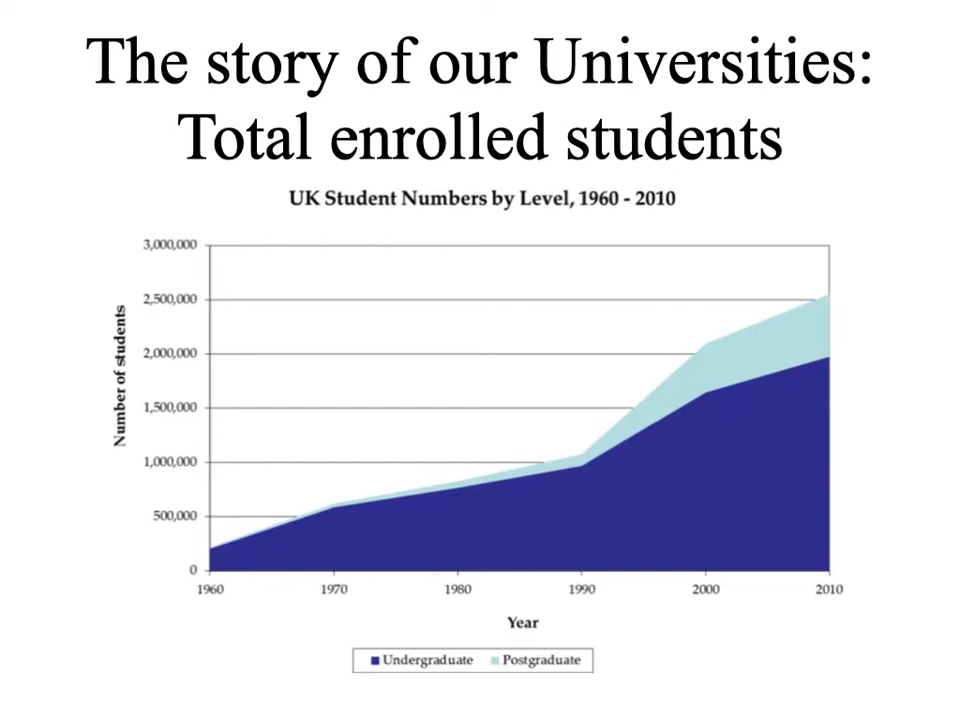 The story of our Universities:
Total enrolled students
UK Student Numbers by Level, 1960 - 2010
3,000,000
2,500,000
2,000,000
1,500,000
1,000,000
500,000
0
Number of students
1960 1970 1980 1990 2000 2010
Year
Undergraduate Postgraduate